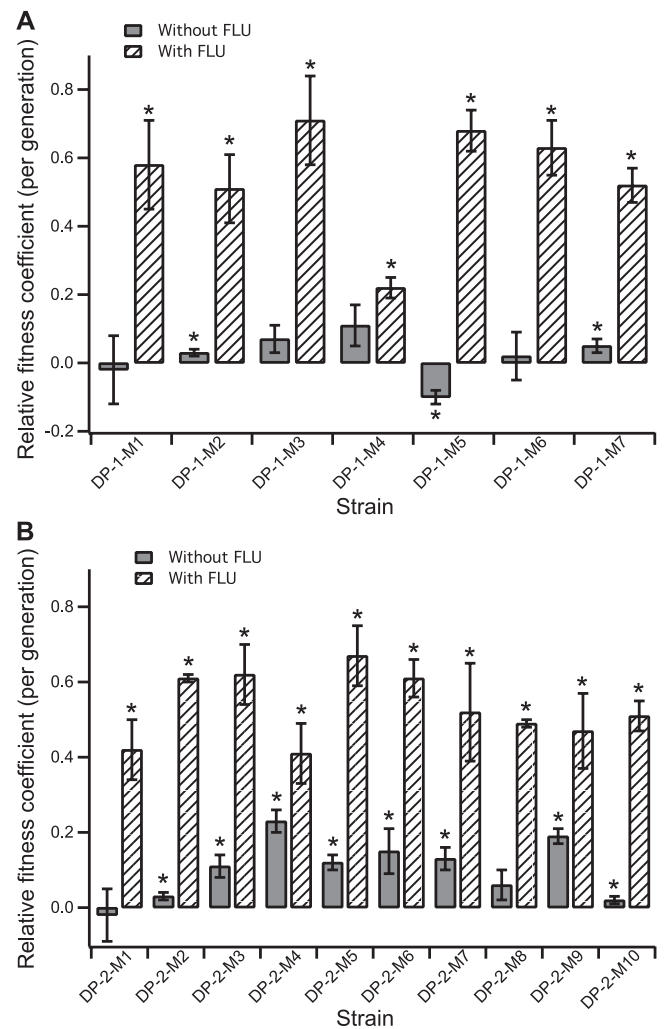 A
Without FLU
With FLU
Relative fitness coefficient (per generation)
0.8
0.6
0.4
0.2
0.0
-0.2
* * * * * * * * * *
DP-1-M1 DP-1-M2 DP-1-M3 DP-1-M4 DP-1-M5 DP-1-M6 DP-1-M7
Strain
B
Without FLU
With FLU
Relative fitness coefficient (per generation)
0.8
0.6
0.4
0.2
0.0
* * * * * * * * * * * * * * * * * *
DP-2-M1 DP-2-M2 DP-2-M3 DP-2-M4 DP-2-M5 DP-2-M6 DP-2-M7 DP-2-M8 DP-2-M9 DP-2-M10
Strain